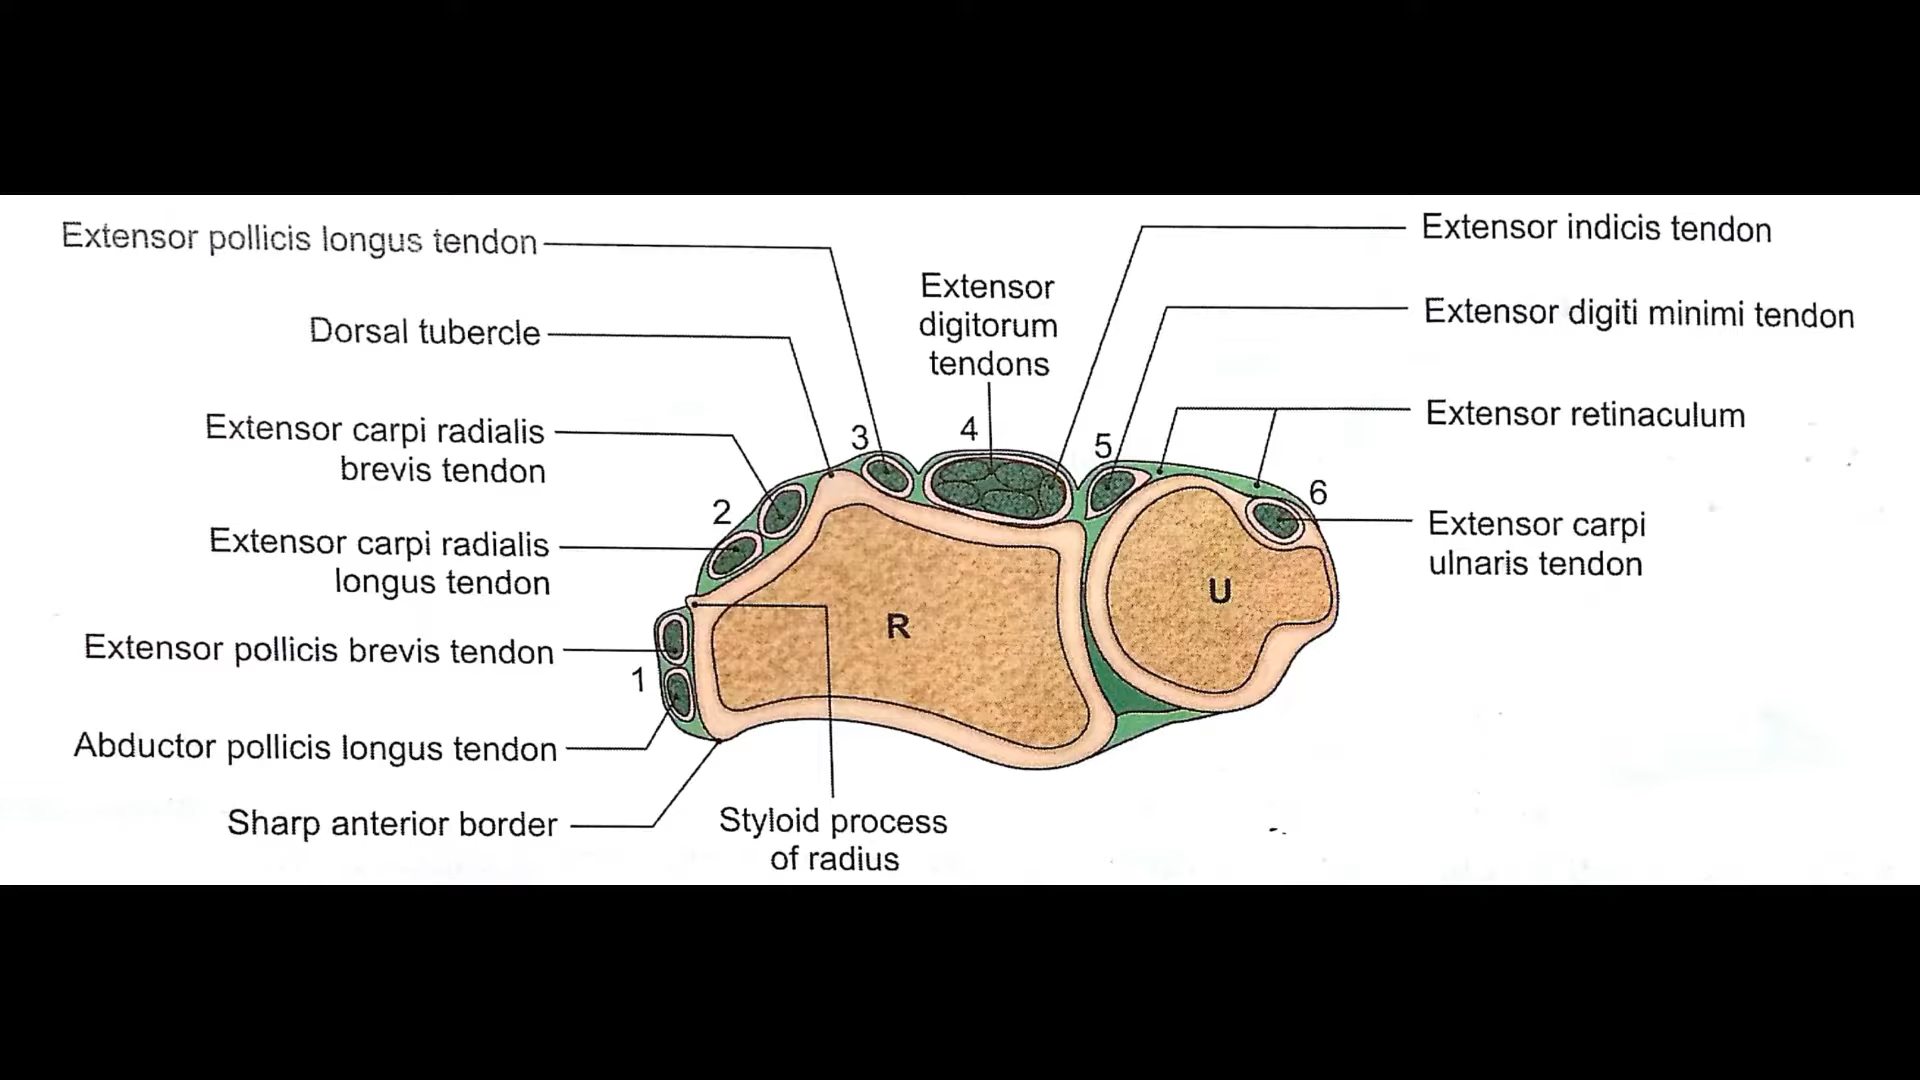 Extensor pollicis longus tendon
Dorsal tubercle
Extensor carpi radialis
brevis tendon
Extensor carpi radialis
longus tendon
Extensor pollicis brevis tendon
Abductor pollicis longus tendon
Sharp anterior border
Styloid process
of radius
Extensor
digitorum
tendons
1
2
3
4
5
6
R
U
Extensor indicis tendon
Extensor digiti minimi tendon
Extensor retinaculum
Extensor carpi
ulnaris tendon